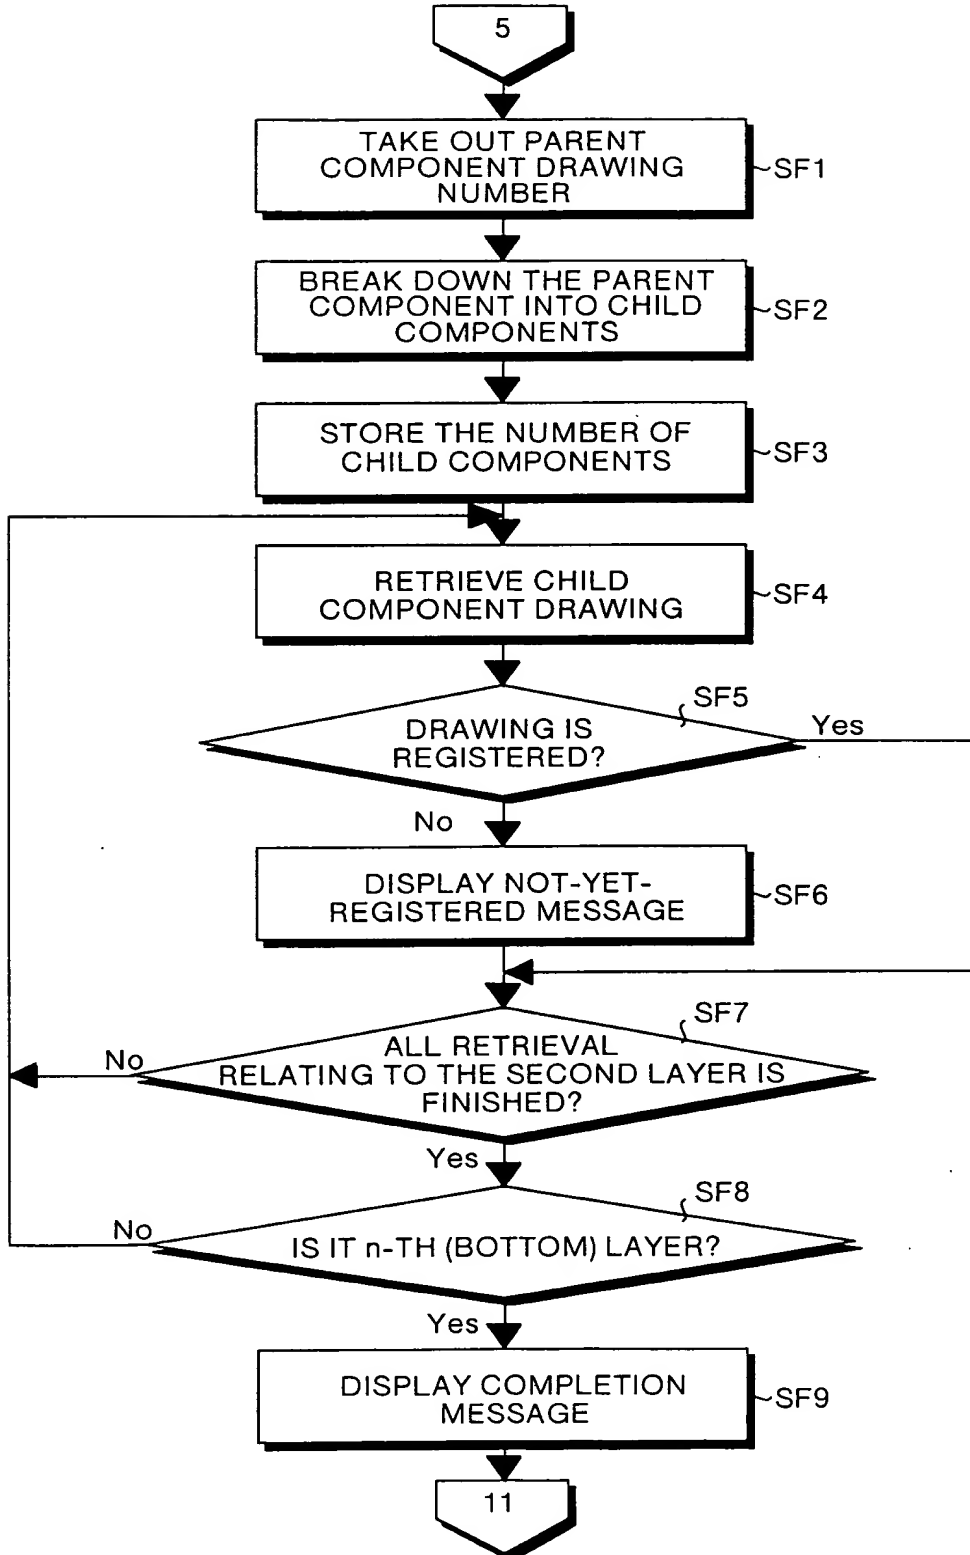 5
TAKE OUT PARENT
COMPONENT DRAWING
NUMBER
SF1
BREAK DOWN THE PARENT
COMPONENT INTO CHILD
COMPONENTS
SF2
STORE THE NUMBER OF
CHILD COMPONENTS
SF3
RETRIEVE CHILD
COMPONENT DRAWING
SF4
SF5
DRAWING IS
REGISTERED?
Yes
No
DISPLAY NOT-YET-
REGISTERED MESSAGE
SF6
SF7
ALL RETRIEVAL
RELATING TO THE SECOND LAYER IS
FINISHED?
No
Yes
SF8
IS IT n-TH (BOTTOM) LAYER?
No
Yes
DISPLAY COMPLETION
MESSAGE
SF9
11